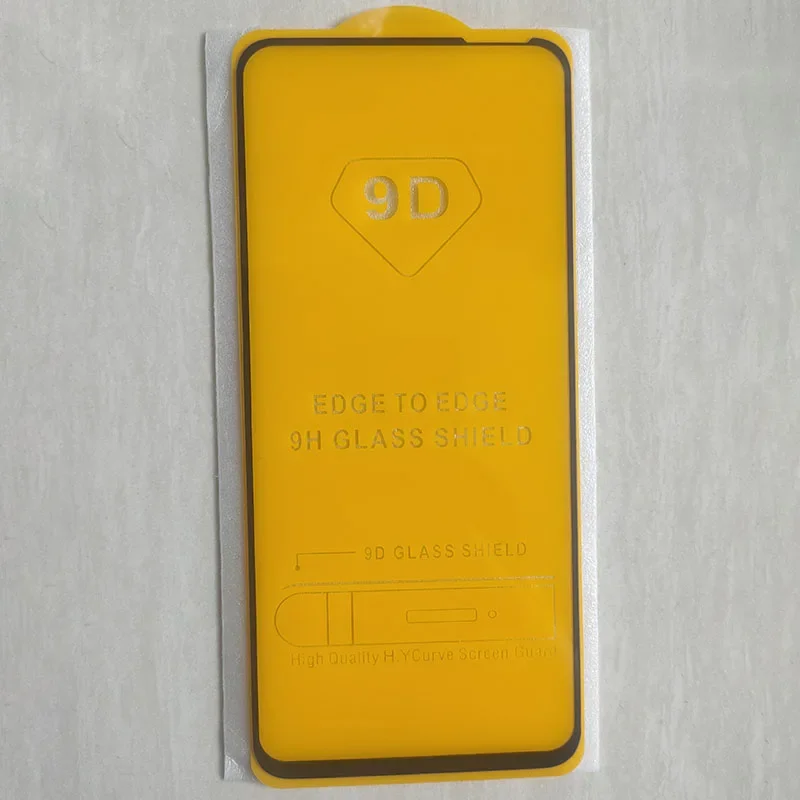 9D
EDGE TO EDGE
9H GLASS SHIELD
9D GLASS SHIELD
High Quality H.YCurve Screen Guard